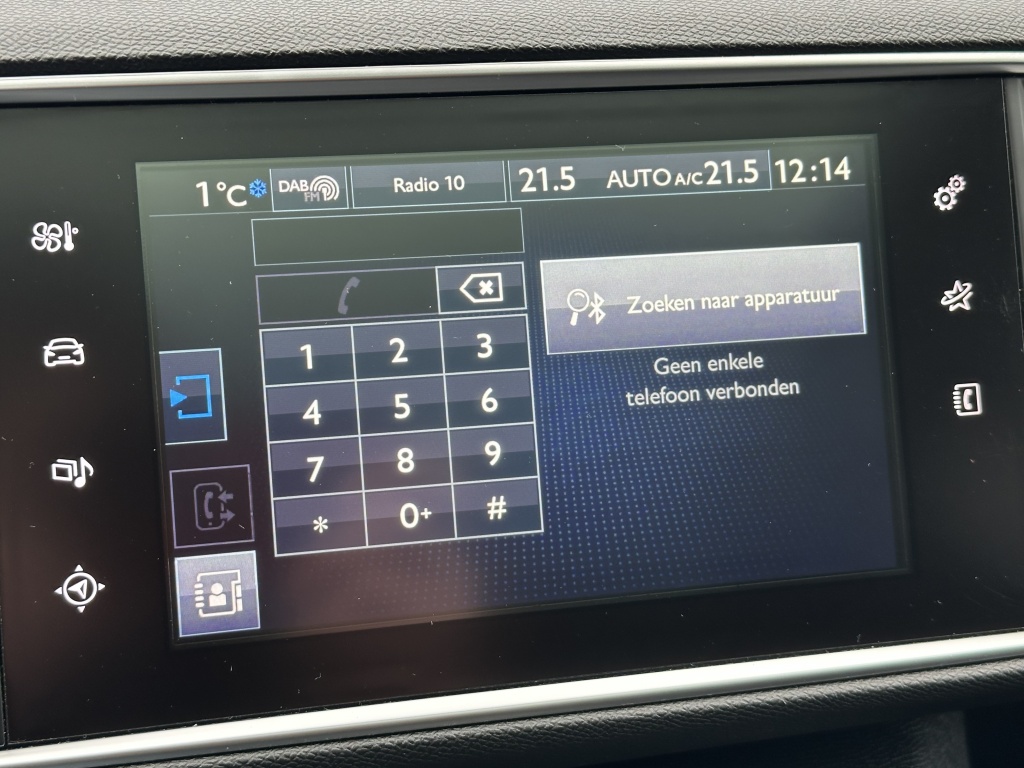 1°C DAB FM Radio 10 21.5 AUTO A/C 21.5 12:14
Zoeken naar apparatuur
Geen enkele
telefoon verbonden
1 2 3
4 5 6
7 8 9
* 0+ #